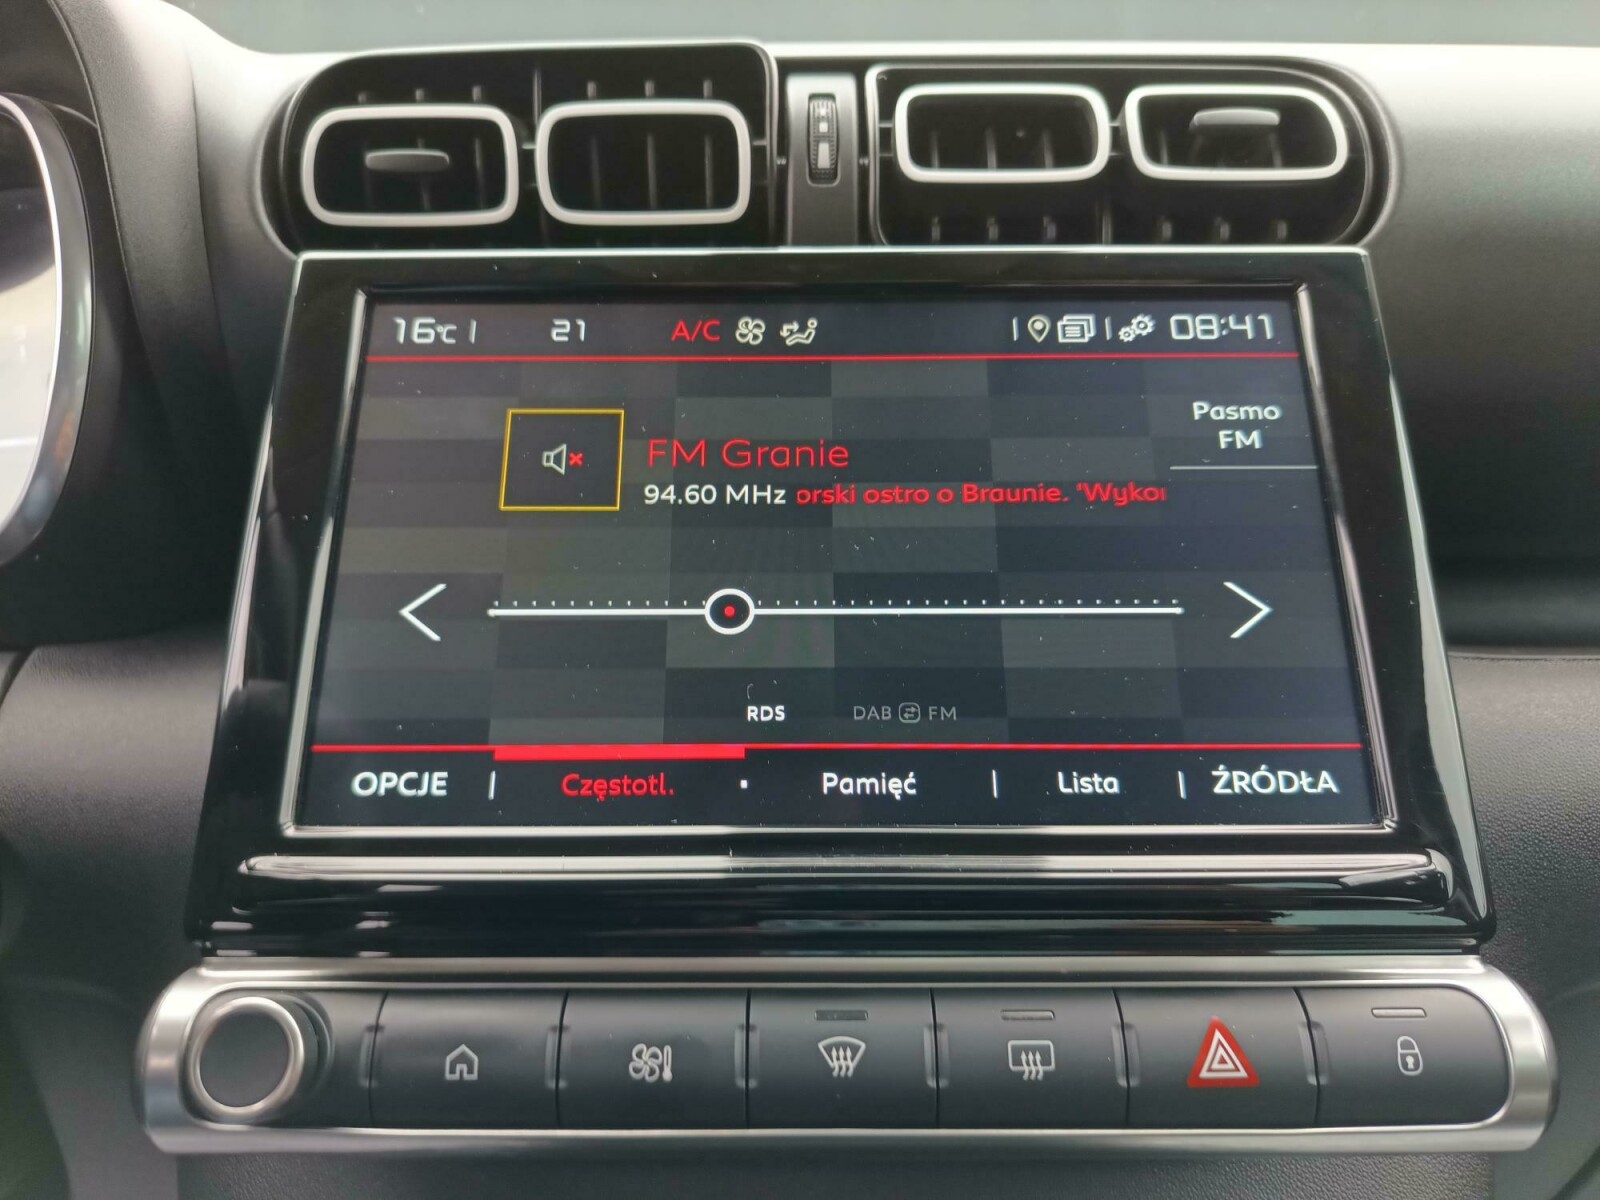 16°C 21 A/C 08:41
Pasmo
FM
FM Granie
94.60 MHz orski ostro o Braunie. 'Wykon
RDS DAB FM
OPCJE Częstotl. Pamięć Lista ŹRÓDŁA